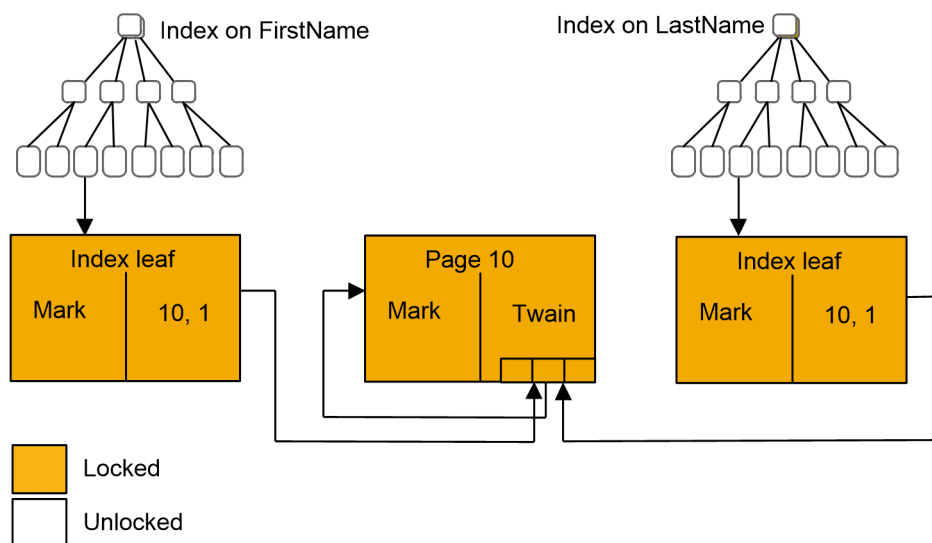 Index on FirstName
Index on LastName
Index leaf
Mark
10, 1
Page 10
Mark
Twain
Index leaf
Mark
10, 1
Locked
Unlocked